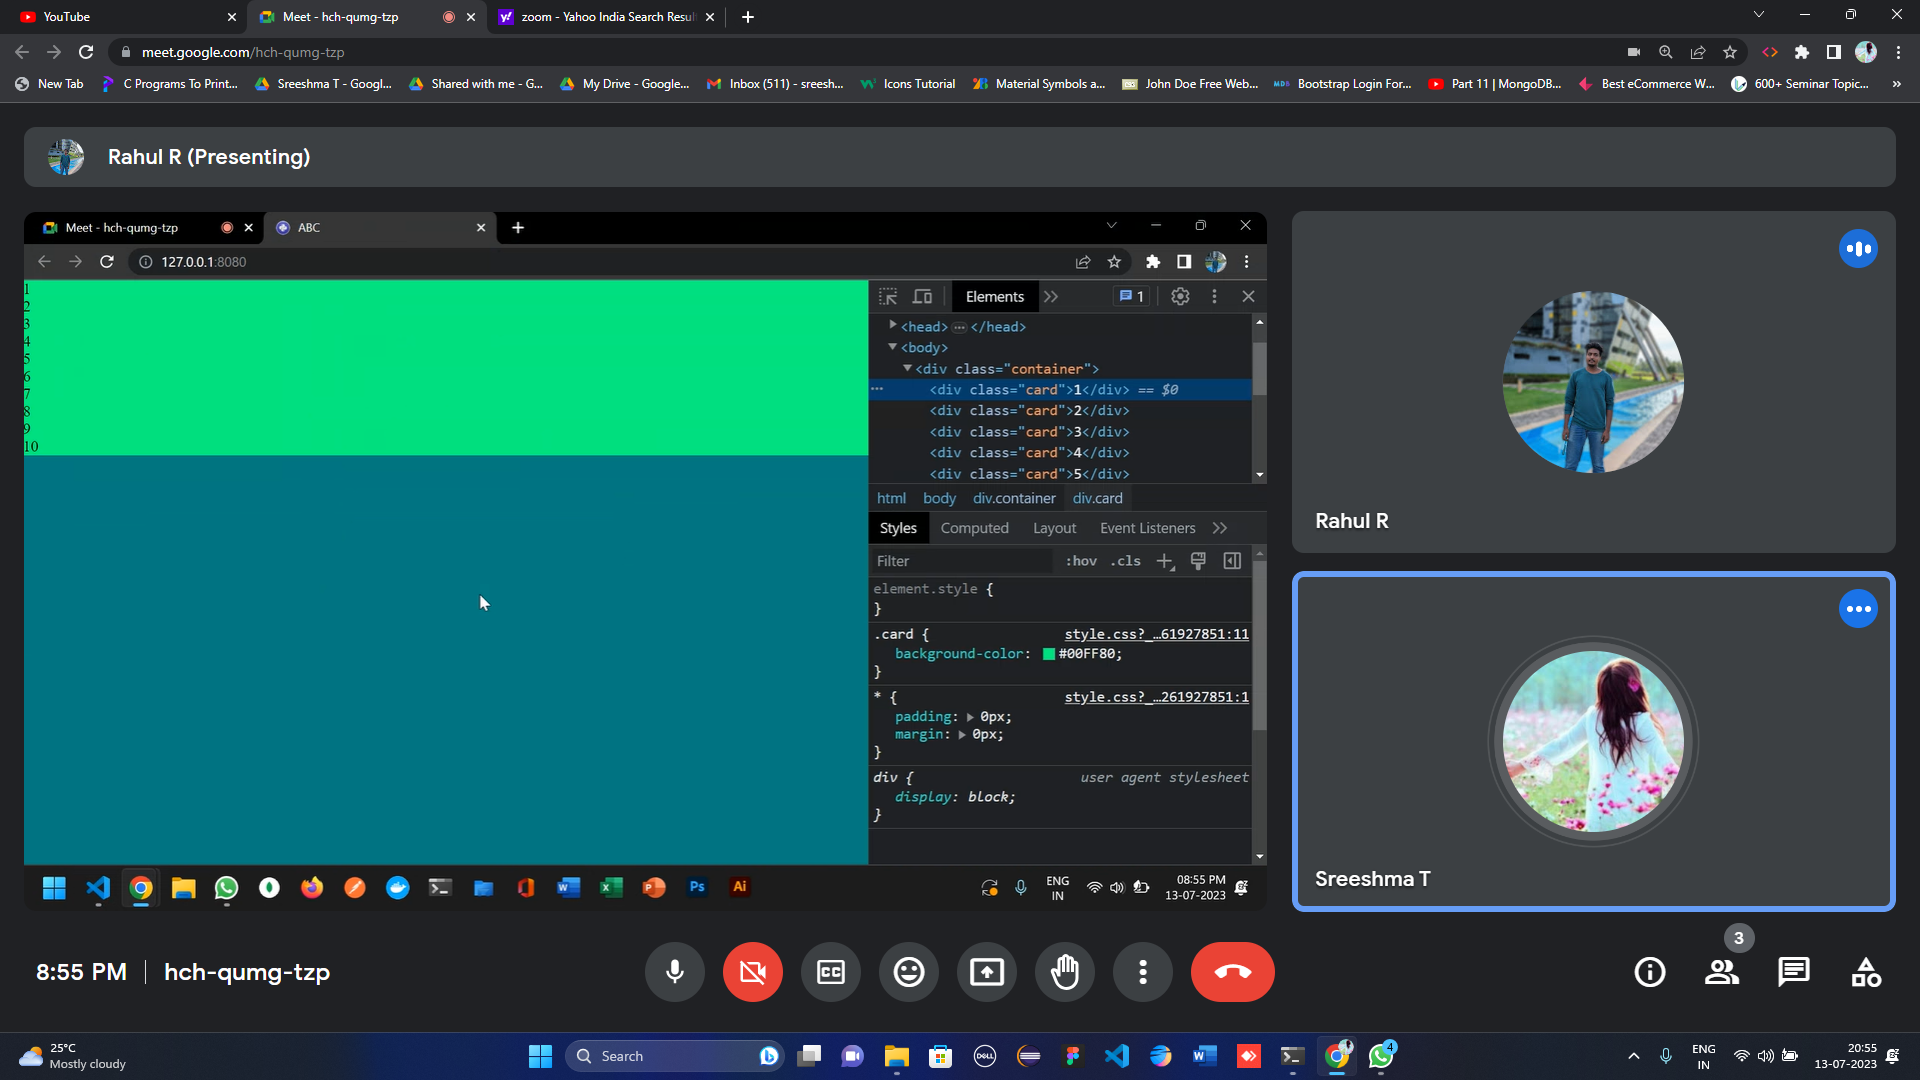 YouTube
Meet - hch-qumg-tzp
zoom - Yahoo India Search Resul
meet.google.com/hch-qumg-tzp
New Tab
C Programs To Print...
Sreeshma T - Googl...
Shared with me - G...
My Drive - Google...
Inbox (511) - sreesh...
Icons Tutorial
Material Symbols a...
John Doe Free Web...
Bootstrap Login For...
Part 11 | MongoDB...
Best eCommerce W...
600+ Seminar Topic...
Rahul R (Presenting)
Meet - hch-qumg-tzp
ABC
127.0.0.1:8080
1
2
3
4
5
6
7
8
9
10
Elements
1
<head> ... </head>
<body>
<div class="container">
<div class="card">1</div> == $0
<div class="card">2</div>
<div class="card">3</div>
<div class="card">4</div>
<div class="card">5</div>
html body div.container div.card
Styles Computed Layout Event Listeners
Filter :hov .cls
element.style {
}
.card { style.css?_…61927851:11
background-color: #00FF80;
}
* { style.css?_…261927851:1
padding: 0px;
margin: 0px;
}
div { user agent stylesheet
display: block;
}
Ps
Ai
ENG
IN
08:55 PM
13-07-2023
Rahul R
Sreeshma T
8:55 PM | hch-qumg-tzp
CC
3
25°C
Mostly cloudy
Search
DELL
4
ENG
IN
20:55
13-07-2023